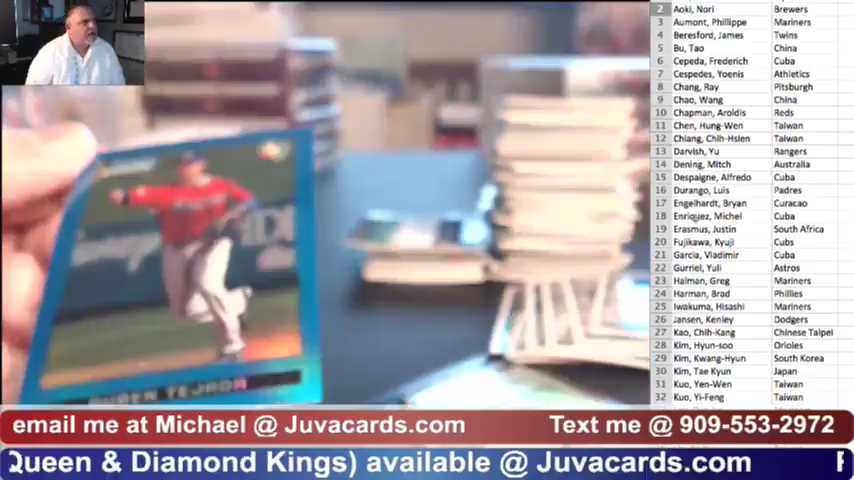 2 Aoki, Nori Brewers
3 Aumont, Phillippe Mariners
4 Beresford, James Twins
5 Bu, Tao China
6 Cepeda, Frederich Cuba
7 Cespedes, Yoenis Athletics
8 Chang, Ray Pitsburgh
9 Chao, Wang China
10 Chapman, Aroldis Reds
11 Chen, Hung-Wen Taiwan
12 Chiang, Chih-Hsien Taiwan
13 Darvish, Yu Rangers
14 Dening, Mitch Australia
15 Despaigne, Alfredo Cuba
16 Durango, Luis Padres
17 Engelhardt, Bryan Curacao
18 Enriquez, Michel Cuba
19 Erasmus, Justin South Africa
20 Fujikawa, Kyuji Cubs
21 Garcia, Vladimir Cuba
22 Gurriel, Yuli Astros
23 Halman, Greg Mariners
24 Harman, Brad Phillies
25 Iwakuma, Hisashi Mariners
26 Jansen, Kenley Dodgers
27 Kao, Chih-Kang Chinese Taipei
28 Kim, Hyun-soo Orioles
29 Kim, Kwang-Hyun South Korea
30 Kim, Tae Kyun Japan
31 Kuo, Yen-Wen Taiwan
32 Kuo, Yi-Feng Taiwan
RUBEN TEJADA
email me at Michael @ Juvacards.com Text me @ 909-553-2972
Queen & Diamond Kings) available @ Juvacards.com